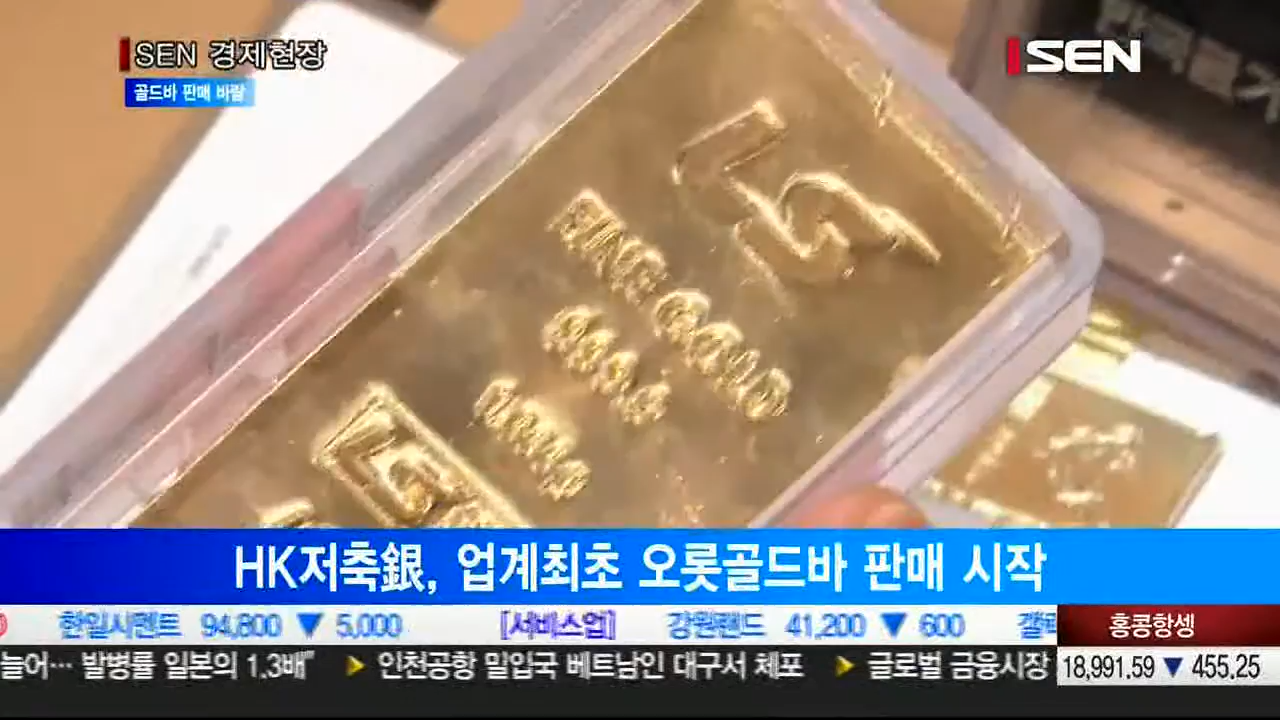 SEN 경제현장
SEN
골드바 판매 바람
FINE GOLD
999.9
HK저축銀, 업계최초 오롯골드바 판매 시작
한일시멘트 94,800 ▼ 5,000 [서비스업] 강원랜드 41,200 ▼ 600
홍콩항셍
늘어… 발병률 일본의 1.3배" ▶ 인천공항 밀입국 베트남인 대구서 체포 ▶ 글로벌 금융시장
18,991.59 ▼ 455.25